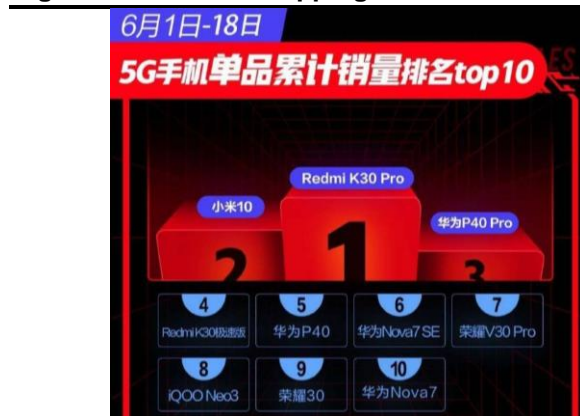 6月1日-18日
5G手机单品累计销量排名top10
Redmi K30 Pro
小米10
华为P40 Pro
1
2
3
4
5
6
7
Redmi K30极速版
华为P40
华为Nova7 SE
荣耀V30 Pro
8
9
10
iQOO Neo3
荣耀30
华为Nova7